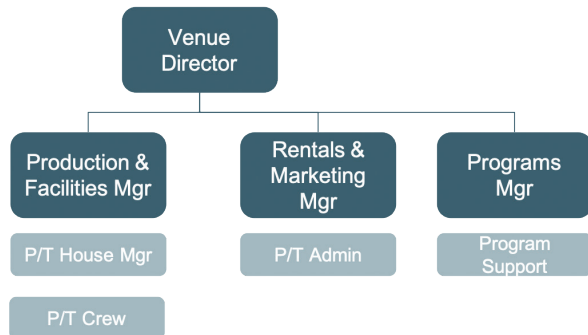 Venue
Director
Production &
Facilities Mgr
Rentals &
Marketing
Mgr
Programs
Mgr
P/T House Mgr
P/T Admin
Program
Support
P/T Crew